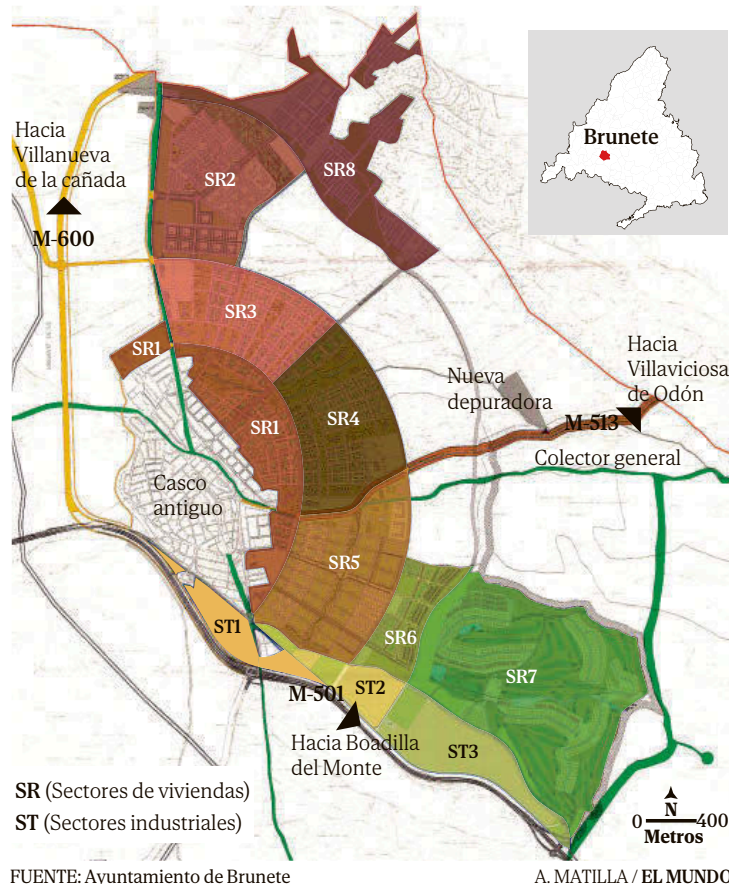 Hacia
Villanueva
de la cañada
M-600
Brunete
SR2
SR8
SR3
SR1
SR1
SR4
Nueva
depuradora
Hacia
Villaviciosa
de Odón
M-513
Colector general
Casco
antiguo
SR5
SR6
SR7
ST1
M-501
ST2
ST3
Hacia Boadilla
del Monte
SR (Sectores de viviendas)
ST (Sectores industriales)
N
0 400
Metros
FUENTE: Ayuntamiento de Brunete
A. MATILLA / EL MUNDO